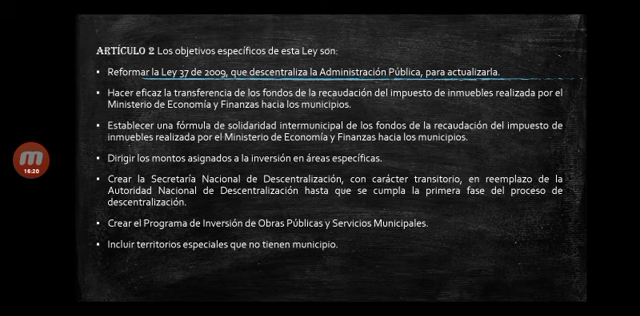 ARTÍCULO 2 Los objetivos específicos de esta Ley son:
• Reformar la Ley 37 de 2009, que descentraliza la Administración Pública, para actualizarla.
• Hacer eficaz la transferencia de los fondos de la recaudación del impuesto de inmuebles realizada por el
Ministerio de Economía y Finanzas hacia los municipios.
• Establecer una fórmula de solidaridad intermunicipal de los fondos de la recaudación del impuesto de
inmuebles realizada por el Ministerio de Economía y Finanzas hacia los municipios.
• Dirigir los montos asignados a la inversión en áreas específicas.
• Crear la Secretaría Nacional de Descentralización, con carácter transitorio, en reemplazo de la
Autoridad Nacional de Descentralización hasta que se cumpla la primera fase del proceso de
descentralización.
• Crear el Programa de Inversión de Obras Públicas y Servicios Municipales.
• Incluir territorios especiales que no tienen municipio.
16:20